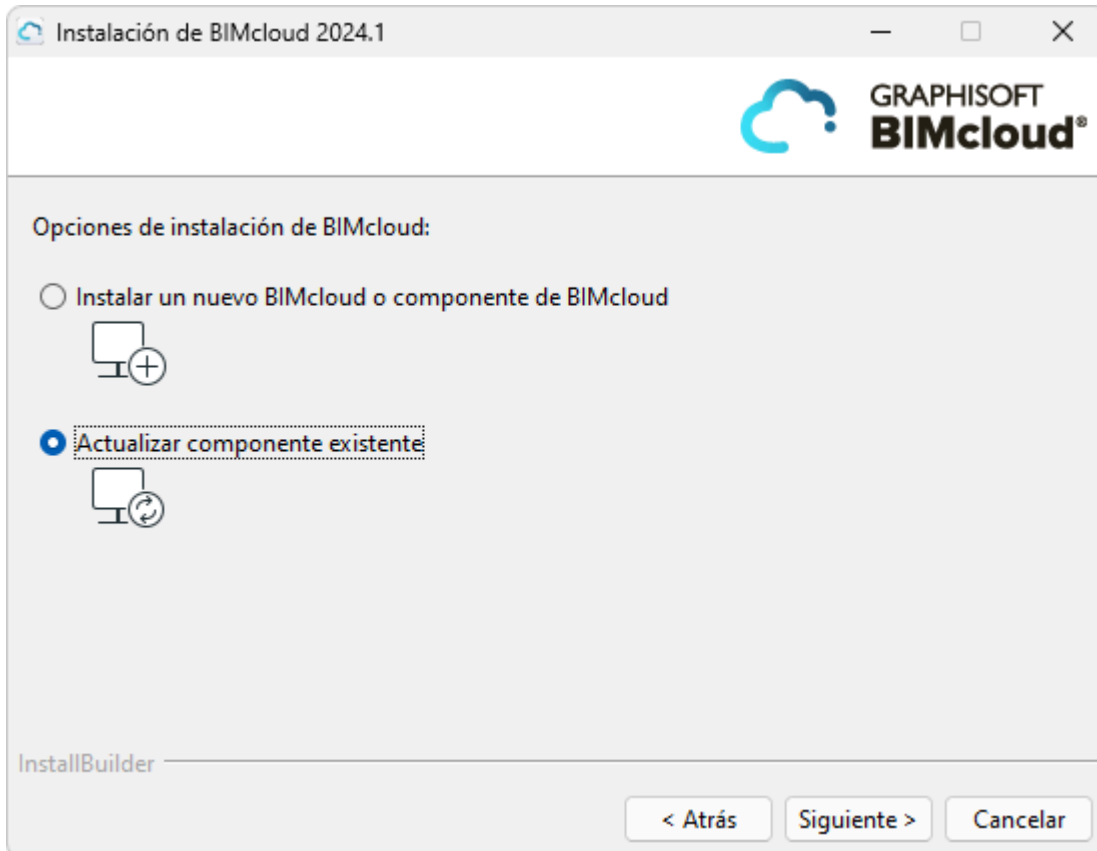 Instalación de BIMcloud 2024.1
GRAPHISOFT
BIMcloud®
Opciones de instalación de BIMcloud:
Instalar un nuevo BIMcloud o componente de BIMcloud
Actualizar componente existente
InstallBuilder
< Atrás
Siguiente >
Cancelar